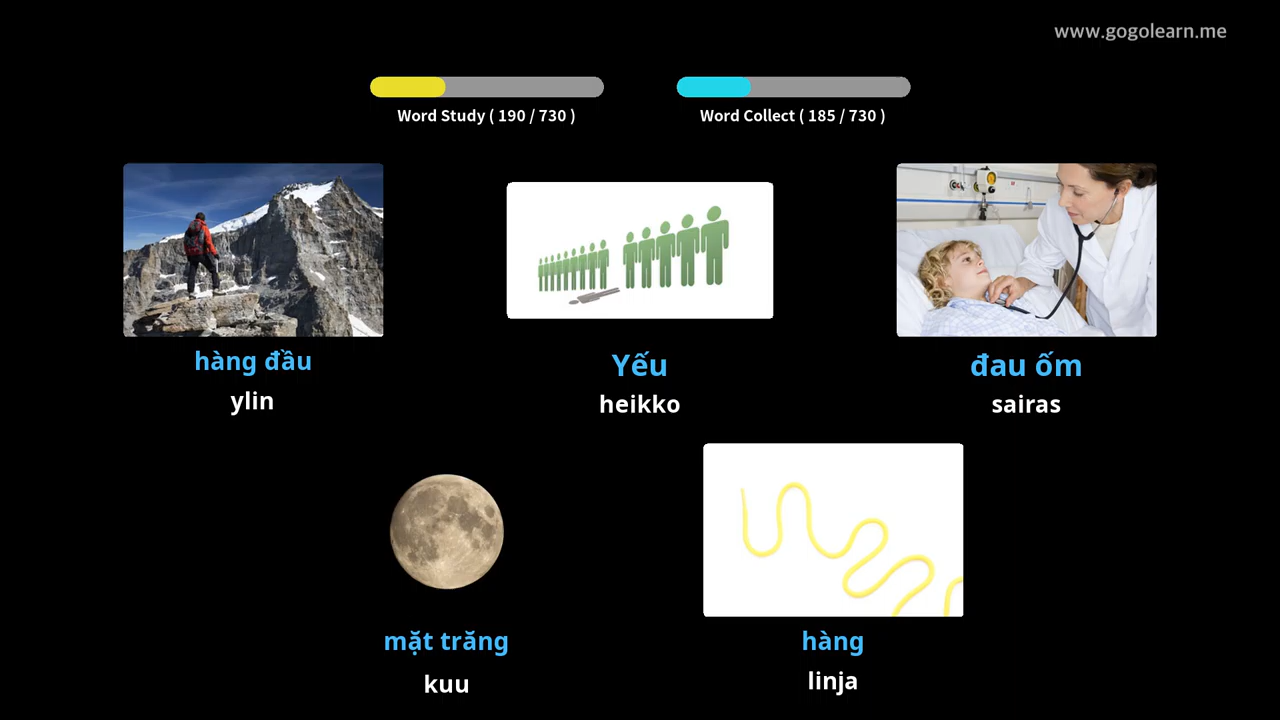 www.gogolearn.me
Word Study ( 190 / 730 )
Word Collect ( 185 / 730 )
hàng đầu
ylin
Yếu
heikko
đau ốm
sairas
mặt trăng
kuu
hàng
linja